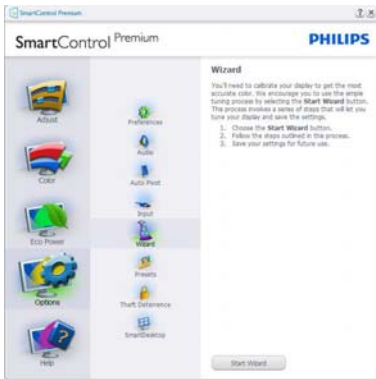 SmartControl Premium
SmartControl Premium
PHILIPS
Adjust
Color
Eco Power
Options
Help
Preferences
Audio
Auto Pivot
Input
Wizard
Presets
Theft Deterrence
SmartDesktop
Wizard
You'll need to calibrate your display to get the most
accurate color. We encourage you to use the simple
tuning process by selecting the Start Wizard button.
This process involves a series of steps that will let you
tune your display and save the settings.
1. Choose the Start Wizard button.
2. Follow the steps outlined in the process.
3. Save your settings for future use.
Start Wizard